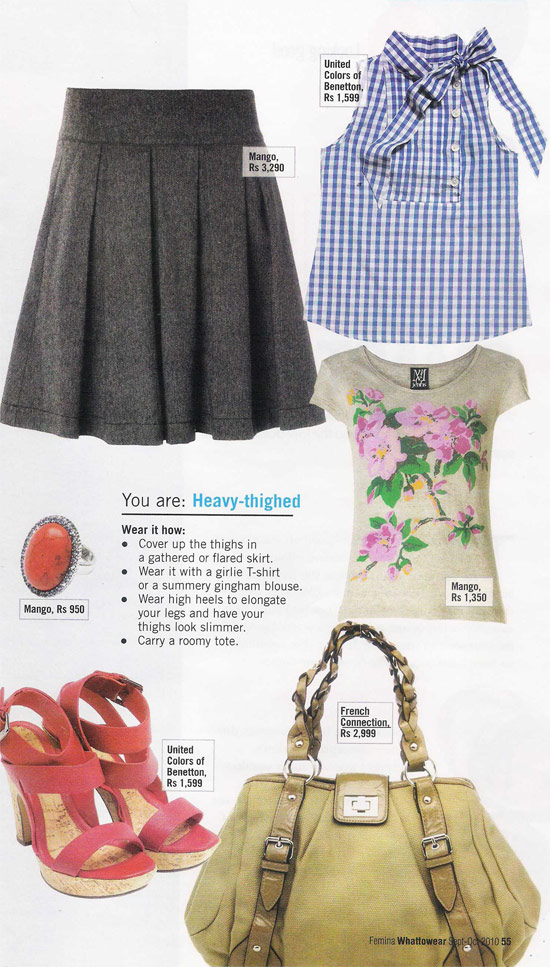 United
Colors of
Benetton,
Rs 1,599
Mango,
Rs 3,290
You are: Heavy-thighed
Wear it how:
● Cover up the thighs in
a gathered or flared skirt.
● Wear it with a girlie T-shirt
or a summery gingham blouse.
● Wear high heels to elongate
your legs and have your
thighs look slimmer.
● Carry a roomy tote.
Mango, Rs 950
Mango,
Rs 1,350
French
Connection,
Rs 2,999
United
Colors of
Benetton,
Rs 1,599
Femina Whattowear Sept-Oct 2010 55